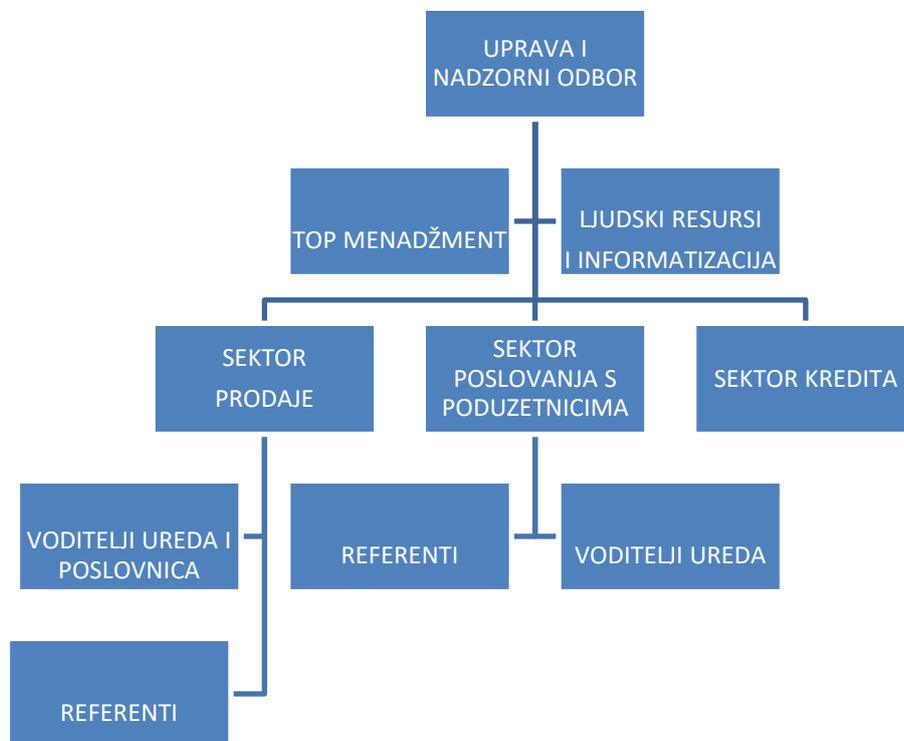 UPRAVA I
NADZORNI ODBOR
TOP MENADŽMENT
LJUDSKI RESURSI
I INFORMATIZACIJA
SEKTOR
PRODAJE
SEKTOR
POSLOVANJA S
PODUZETNICIMA
SEKTOR KREDITA
VODITELJI UREDA I
POSLOVNICA
REFERENTI
VODITELJI UREDA
REFERENTI